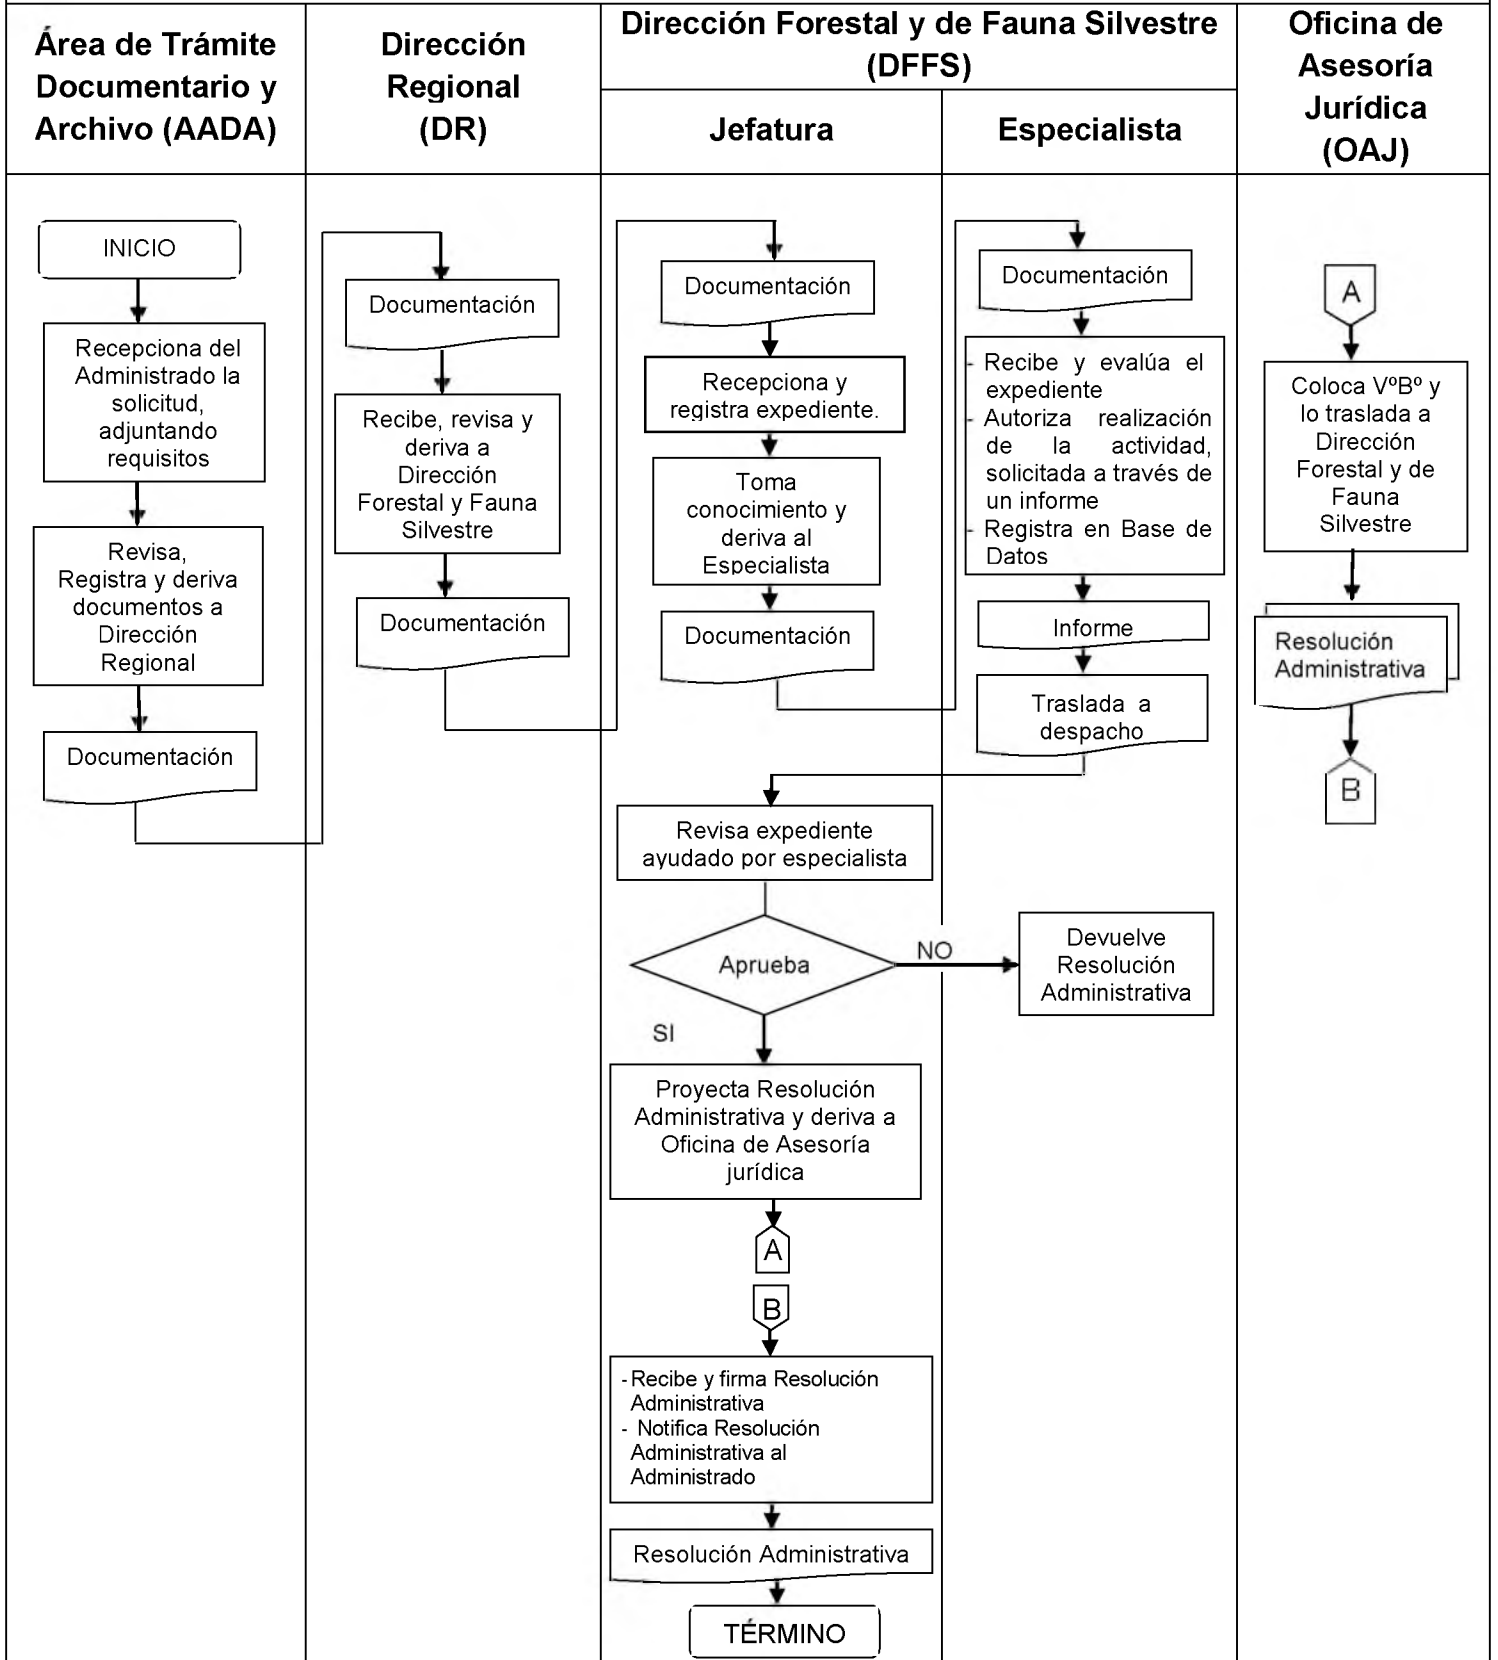 Área de Trámite
Documentario y
Archivo (AADA)
Dirección
Regional
(DR)
Dirección Forestal y de Fauna Silvestre
(DFFS)
Jefatura
Especialista
Oficina de
Asesoría
Jurídica
(OAJ)
INICIO
Recepciona del
Administrado la
solicitud,
adjuntando
requisitos
Revisa,
Registra y deriva
documentos a
Dirección
Regional
Documentación
Documentación
Recibe, revisa y
deriva a
Dirección
Forestal y Fauna
Silvestre
Documentación
Documentación
Recepciona y
registra expediente.
Toma
conocimiento y
deriva al
Especialista
Documentación
Documentación
- Recibe y evalúa el
expediente
- Autoriza realización
de la actividad,
solicitada a través de
un informe
- Registra en Base de
Datos
Informe
Traslada a
despacho
Revisa expediente
ayudado por especialista
Aprueba
NO
Devuelve
Resolución
Administrativa
SI
Proyecta Resolución
Administrativa y deriva a
Oficina de Asesoría
jurídica
A
B
- Recibe y firma Resolución
Administrativa
- Notifica Resolución
Administrativa al
Administrado
Resolución Administrativa
TÉRMINO
A
Coloca VºBº y
lo traslada a
Dirección
Forestal y de
Fauna
Silvestre
Resolución
Administrativa
B